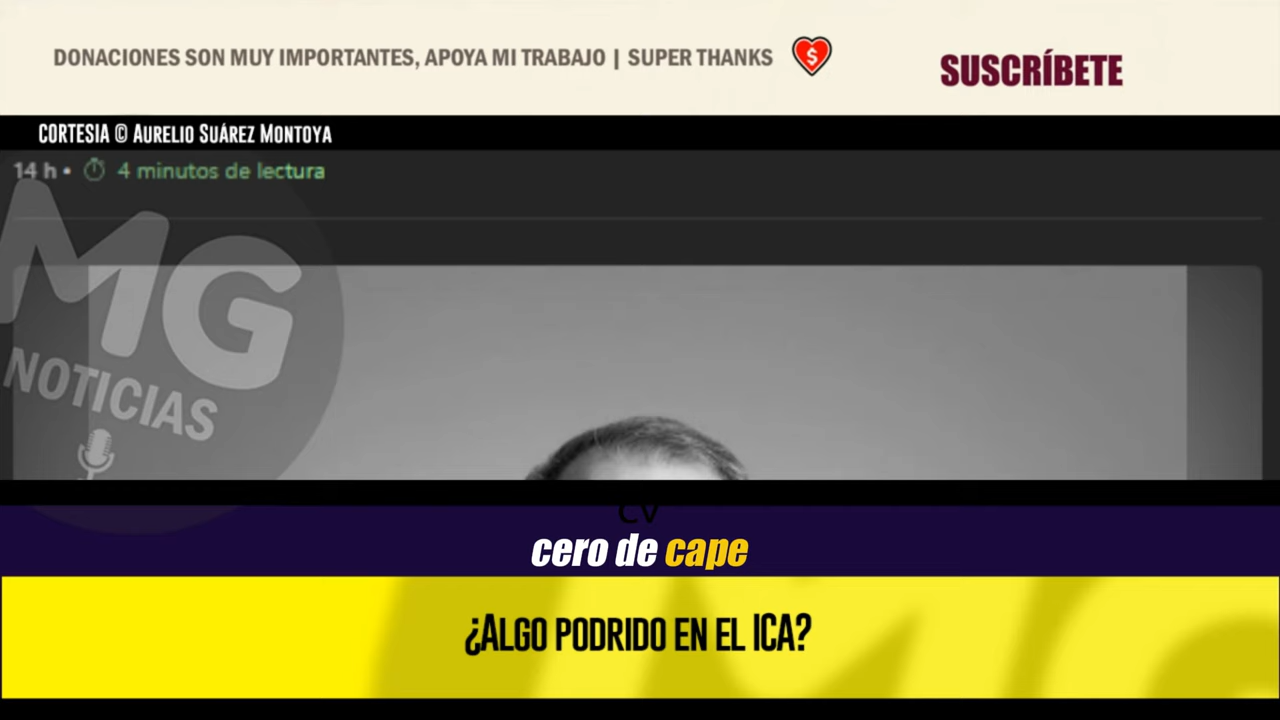 DONACIONES SON MUY IMPORTANTES, APOYA MI TRABAJO | SUPER THANKS $
SUSCRÍBETE
CORTESIA © AURELIO SUÁREZ MONTOYA
14 h • 4 minutos de lectura
MG
NOTICIAS
cero de cape
¿ALGO PODRIDO EN EL ICA?